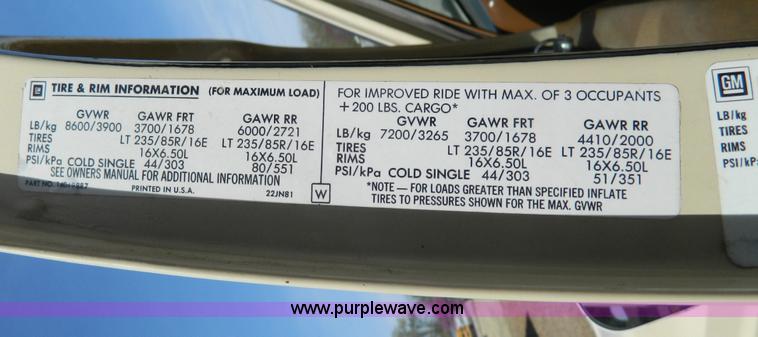 GM TIRE & RIM INFORMATION (FOR MAXIMUM LOAD)
GVWR GAWR FRT GAWR RR
LB/kg 8600/3900 3700/1678 6000/2721
TIRES LT 235/85R/16E LT 235/85R/16E
RIMS 16X6.50L 16X6.50L
PSI/kPa COLD SINGLE 44/303 80/551
SEE OWNERS MANUAL FOR ADDITIONAL INFORMATION
PART NO. PRINTED IN U.S.A. 22JN81 W
FOR IMPROVED RIDE WITH MAX. OF 3 OCCUPANTS
+200 LBS. CARGO*
GVWR GAWR FRT GAWR RR
LB/kg 7200/3265 3700/1678 4410/2000
TIRES LT 235/85R/16E LT 235/85R/16E
RIMS 16X6.50L 16X6.50L
PSI/kPa COLD SINGLE 44/303 51/351
*NOTE — FOR LOADS GREATER THAN SPECIFIED INFLATE
TIRES TO PRESSURES SHOWN FOR THE MAX. GVWR
GM
LB/kg
TIRES
RIMS
PSI/kP
www.purplewave.com